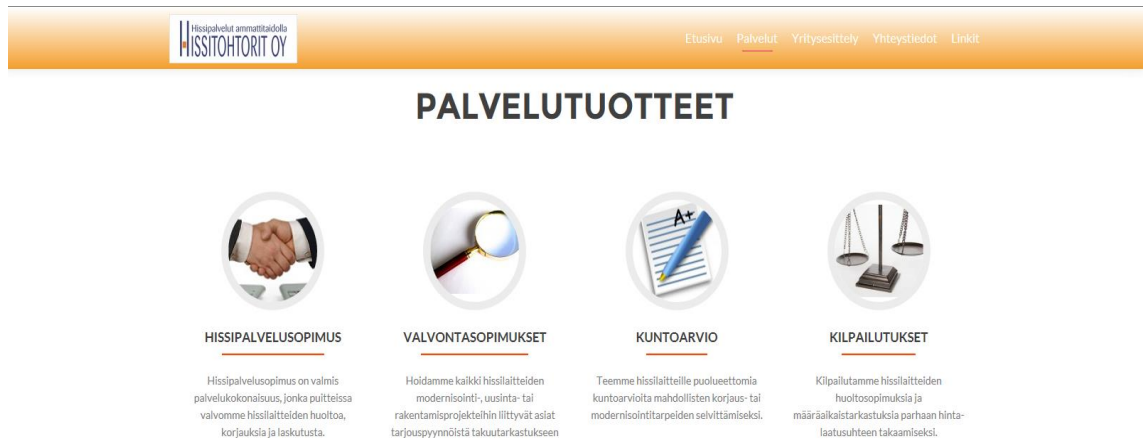 Hissipalvelut ammattitaidolla
HISSITOHTORIT OY
Etusivu Palvelut Yritysesittely Yhteystiedot Linkit
PALVELUTUOTTEET
A+
HISSIPALVELUSOPIMUS
Hissipalvelusopimus on valmis
palvelukokonaisuus, jonka puitteissa
valvomme hissilaitteiden huoltoa,
korjauksia ja laskutusta.
VALVONTASOPIMUKSET
Hoidamme kaikki hissilaitteiden
modernisointi-, uusinta- tai
rakentamisprojekteihin liittyvät asiat
tarjouspyynnöistä takuutarkastukseen
KUNTOARVIO
Teemme hissilaitteille puolueettomia
kuntoarvioita mahdollisten korjaus- tai
modernisointitarpeiden selvittämiseksi.
KILPAILUTUKSET
Kilpailutamme hissilaitteiden
huoltosopimuksia ja
määräaikaistarkastuksia parhaan hinta-
laatusuhteen takaamiseksi.